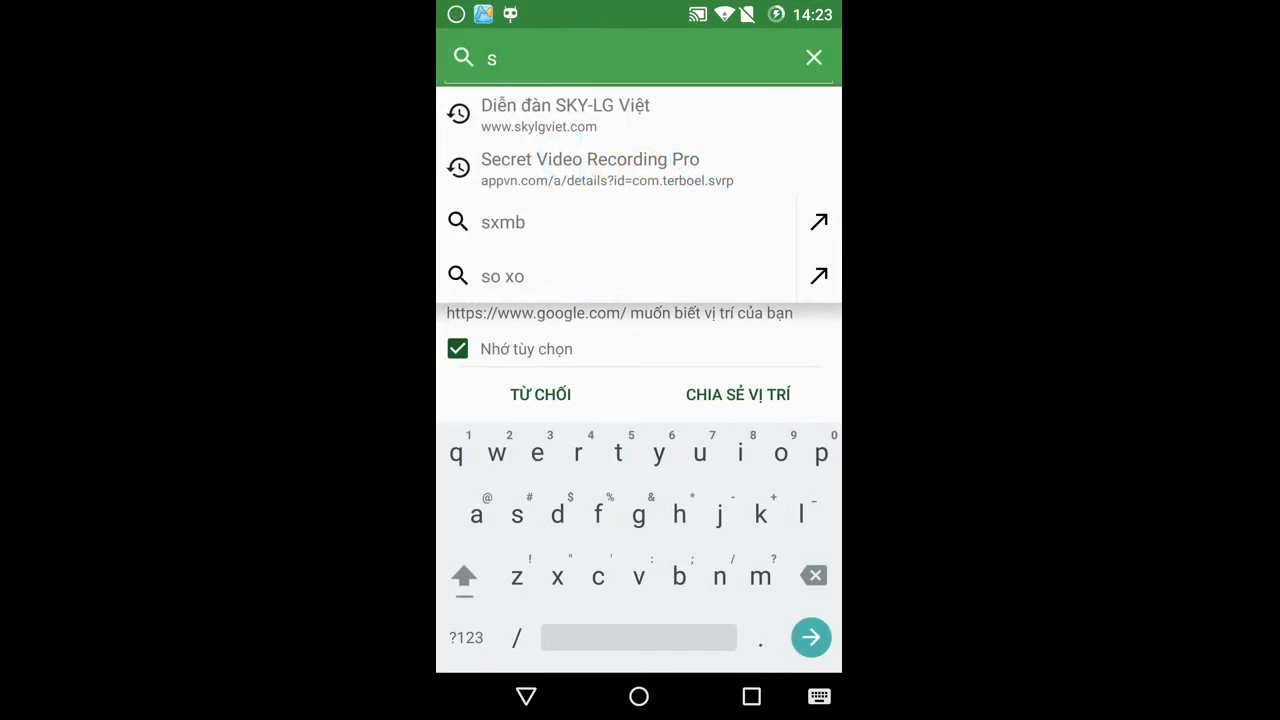 14:23
s
Diễn đàn SKY-LG Việt
www.skylgviet.com
Secret Video Recording Pro
appvn.com/a/details?id=com.terboel.svrp
sxmb
so xo
https://www.google.com/ muốn biết vị trí của bạn
Nhớ tùy chọn
TỪ CHỐI CHIA SẺ VỊ TRÍ
1 2 3 4 5 6 7 8 9 0
q w e r t y u i o p
@ # $ % & * - + _
a s d f g h j k l
! " ' : ; / ?
z x c v b n m
?123 / .